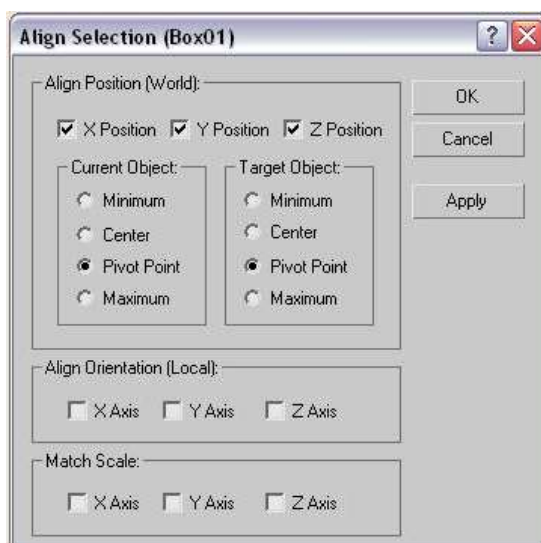 Align Selection (Box01)
Align Position (World):
X Position Y Position Z Position
Current Object:
Minimum
Center
Pivot Point
Maximum
Target Object:
Minimum
Center
Pivot Point
Maximum
Align Orientation (Local):
X Axis Y Axis Z Axis
Match Scale:
X Axis Y Axis Z Axis
OK
Cancel
Apply